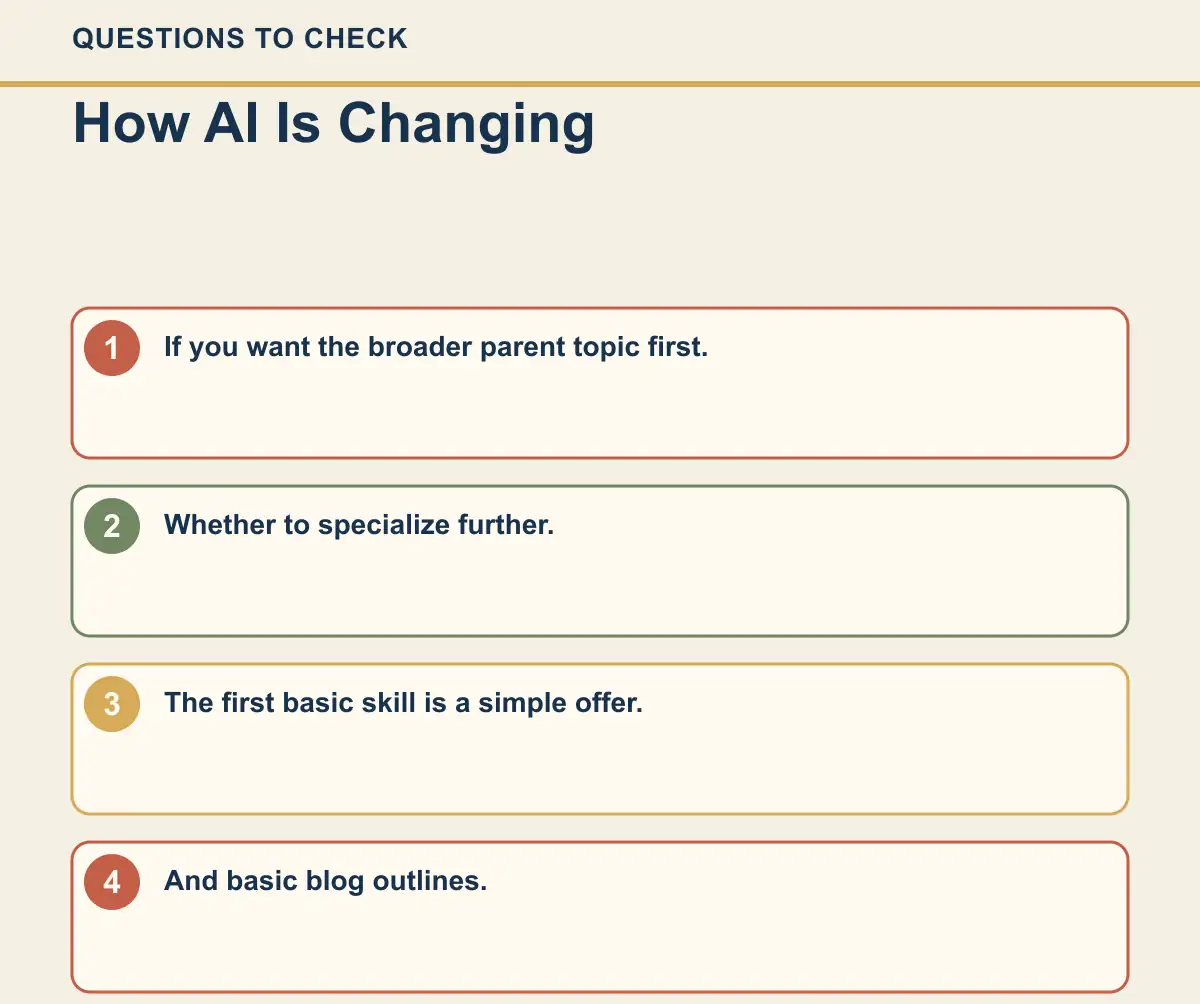 QUESTIONS TO CHECK
How AI Is Changing
1
If you want the broader parent topic first.
2
Whether to specialize further.
3
The first basic skill is a simple offer.
4
And basic blog outlines.